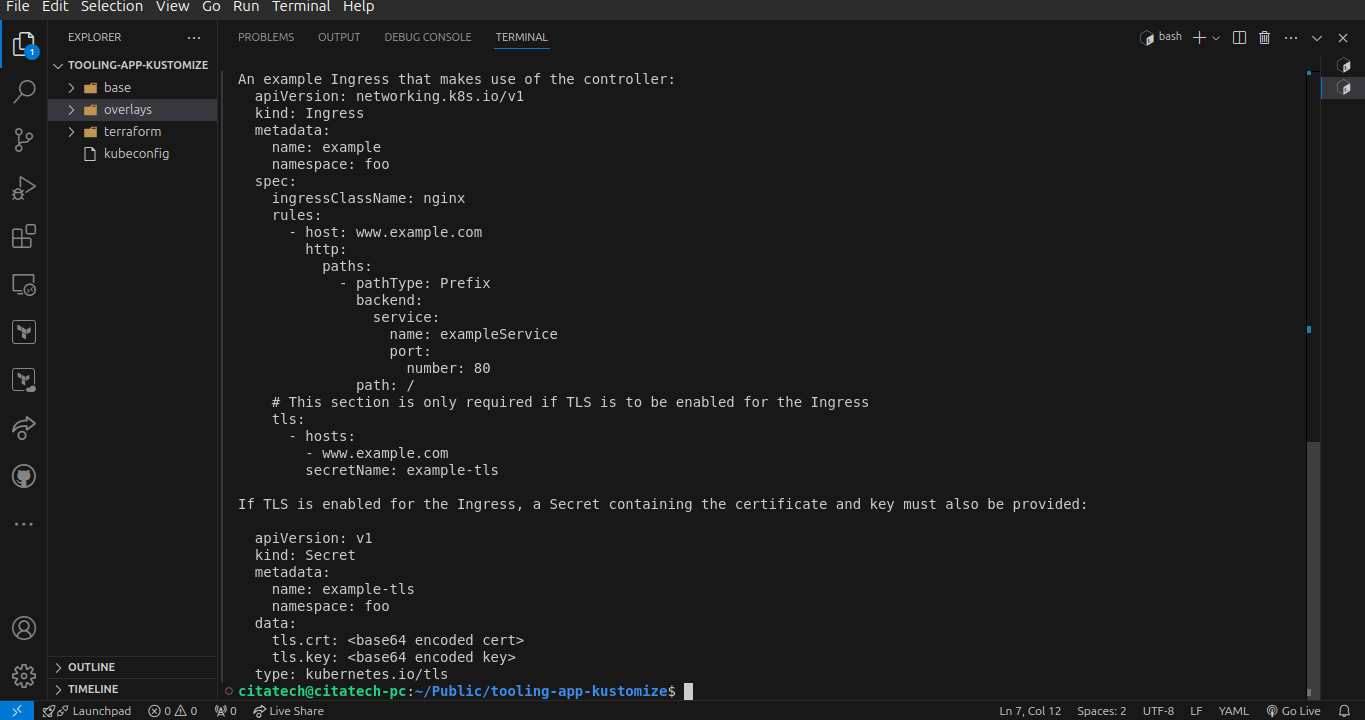 File Edit Selection View Go Run Terminal Help
EXPLORER
PROBLEMS OUTPUT DEBUG CONSOLE TERMINAL
bash
1
TOOLING-APP-KUSTOMIZE
base
overlays
terraform
kubeconfig
An example Ingress that makes use of the controller:
  apiVersion: networking.k8s.io/v1
  kind: Ingress
  metadata:
    name: example
    namespace: foo
  spec:
    ingressClassName: nginx
    rules:
      - host: www.example.com
        http:
          paths:
            - pathType: Prefix
              backend:
                service:
                  name: exampleService
                  port:
                    number: 80
              path: /
    # This section is only required if TLS is to be enabled for the Ingress
    tls:
      - hosts:
        - www.example.com
        secretName: example-tls
If TLS is enabled for the Ingress, a Secret containing the certificate and key must also be provided:
  apiVersion: v1
  kind: Secret
  metadata:
    name: example-tls
    namespace: foo
  data:
    tls.crt: <base64 encoded cert>
    tls.key: <base64 encoded key>
  type: kubernetes.io/tls
citatech@citatech-pc:~/Public/tooling-app-kustomize$
OUTLINE
TIMELINE
Launchpad 0 0 0 Live Share Ln 7, Col 12 Spaces: 2 UTF-8 LF YAML Go Live